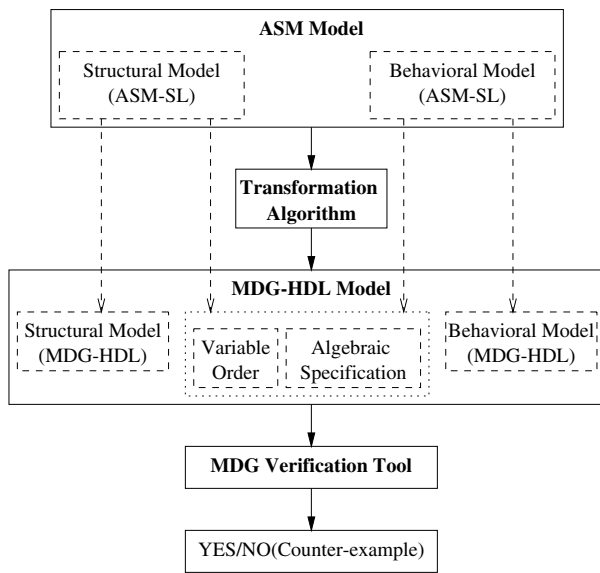 ASM Model
Structural Model
(ASM-SL)
Behavioral Model
(ASM-SL)
Transformation
Algorithm
MDG-HDL Model
Structural Model
(MDG-HDL)
Variable
Order
Algebraic
Specification
Behavioral Model
(MDG-HDL)
MDG Verification Tool
YES/NO(Counter-example)